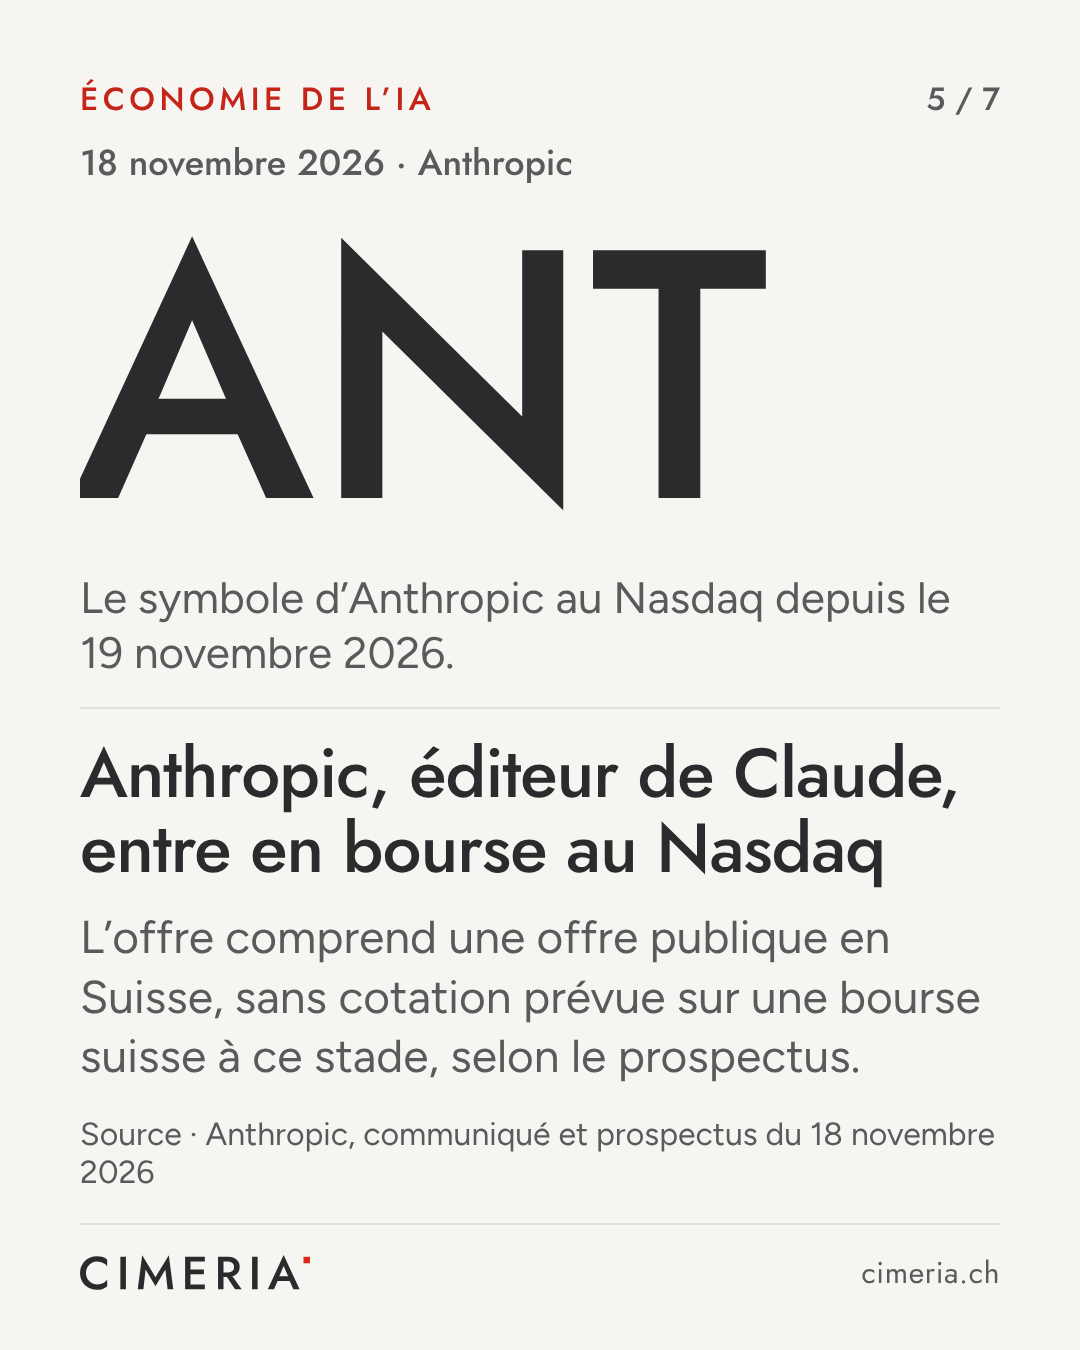 ÉCONOMIE DE L’IA
5 / 7
18 novembre 2026 · Anthropic
ANT
Le symbole d’Anthropic au Nasdaq depuis le
19 novembre 2026.
Anthropic, éditeur de Claude,
entre en bourse au Nasdaq
L’offre comprend une offre publique en
Suisse, sans cotation prévue sur une bourse
suisse à ce stade, selon le prospectus.
Source · Anthropic, communiqué et prospectus du 18 novembre
2026
CIMERIA
cimeria.ch